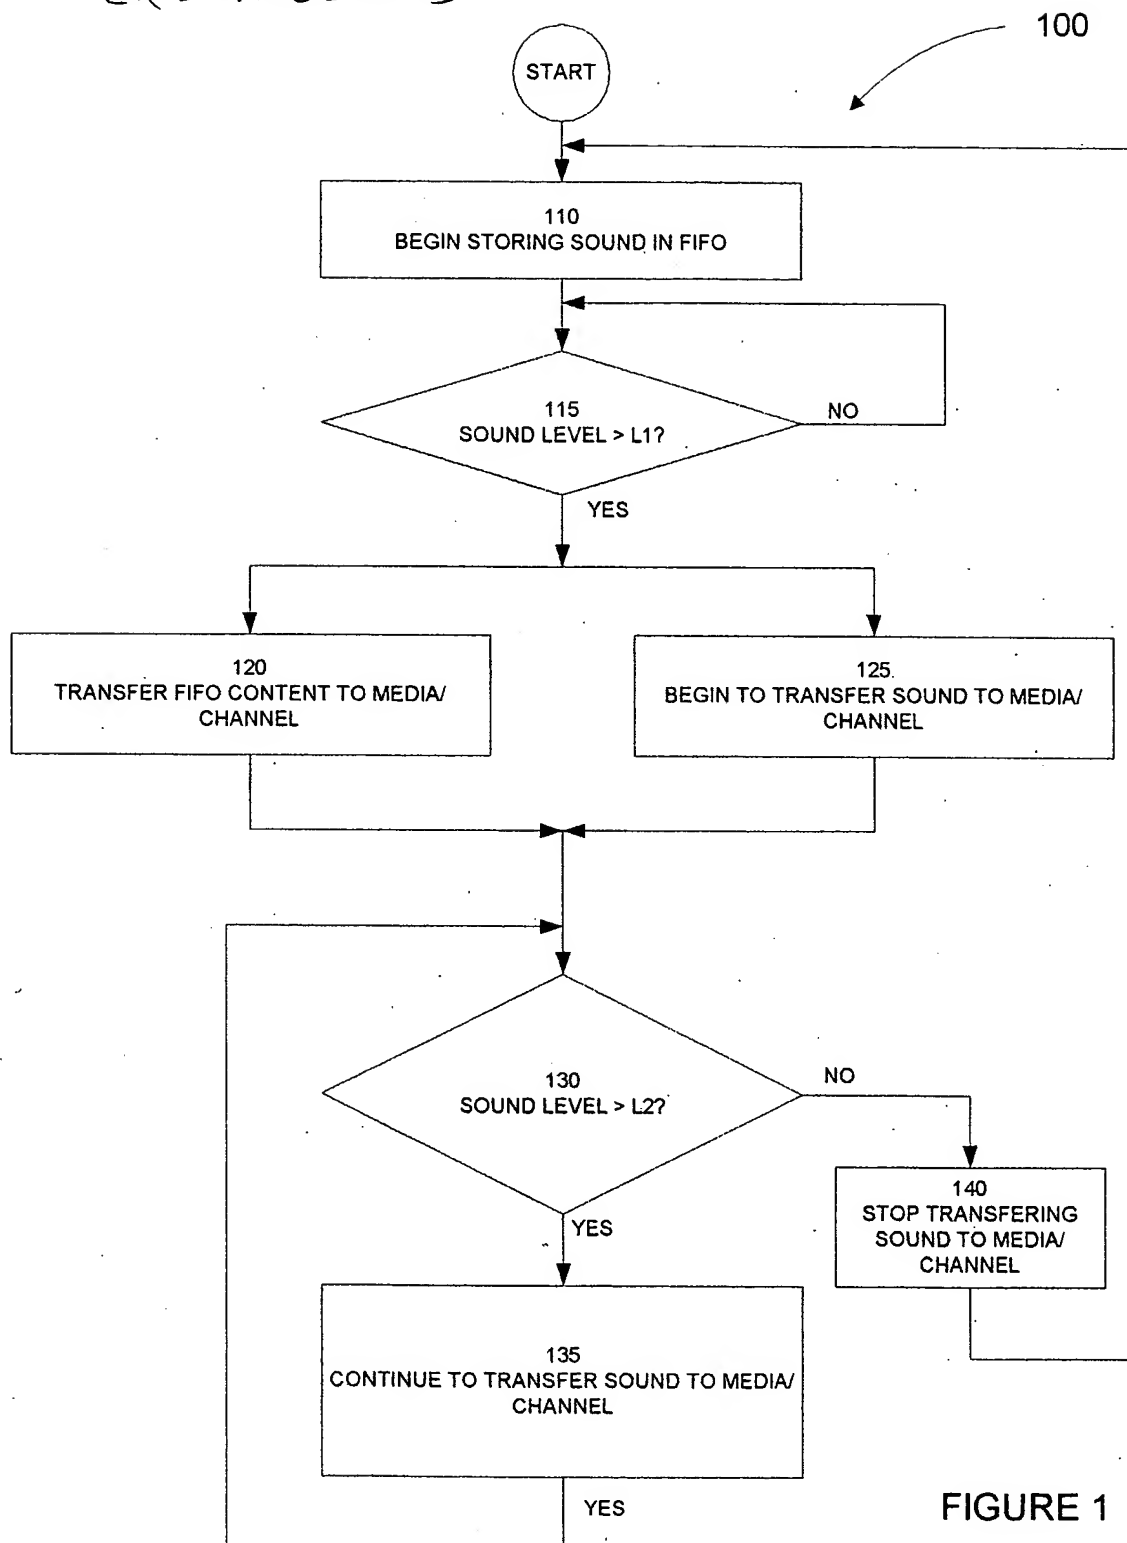 100
START
110
BEGIN STORING SOUND IN FIFO
115
SOUND LEVEL > L1?
NO
YES
120
TRANSFER FIFO CONTENT TO MEDIA/
CHANNEL
125
BEGIN TO TRANSFER SOUND TO MEDIA/
CHANNEL
130
SOUND LEVEL > L2?
NO
YES
140
STOP TRANSFERING
SOUND TO MEDIA/
CHANNEL
135
CONTINUE TO TRANSFER SOUND TO MEDIA/
CHANNEL
YES
FIGURE 1